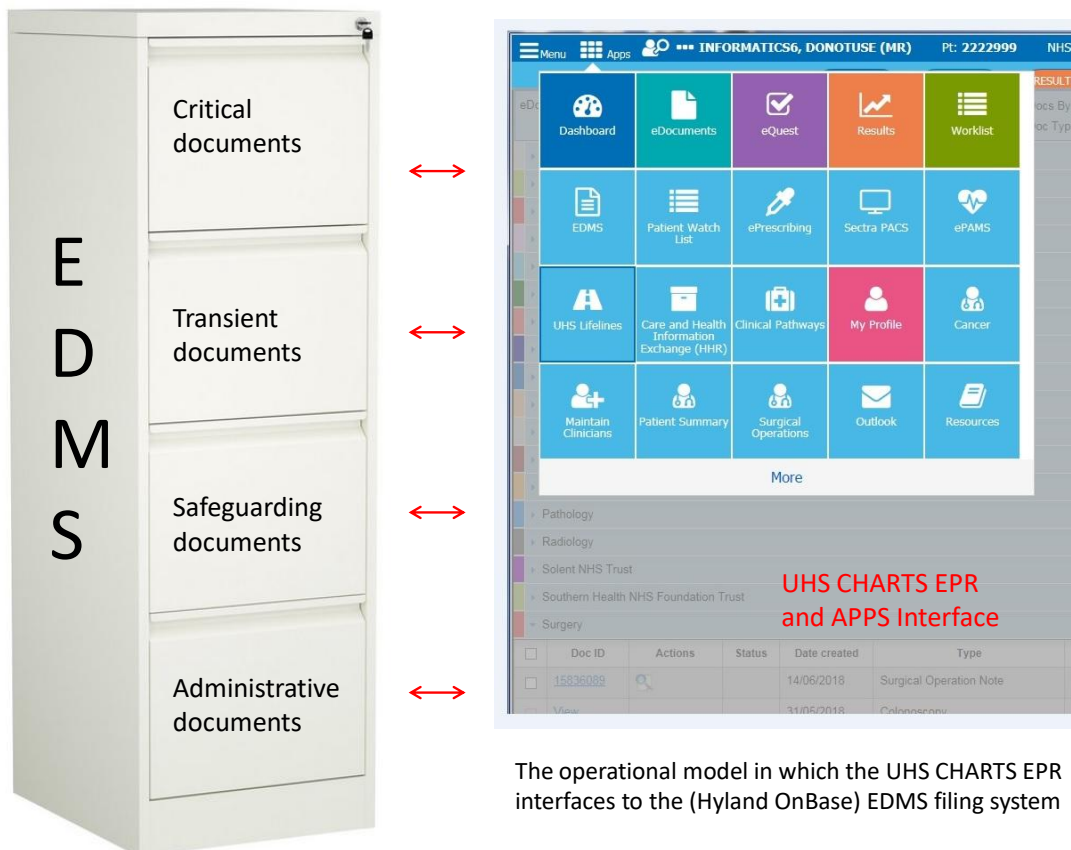 E
D
M
S
Critical
documents
Transient
documents
Safeguarding
documents
Administrative
documents
Menu Apps ••• INFORMATICS6, DONOTUSE (MR) Pt: 2222999 NHS
RESULT
Dashboard eDocuments eQuest Results Worklist
EDMS Patient Watch ePrescribing Sectra PACS ePAMS
List
UHS Lifelines Care and Health Clinical Pathways My Profile Cancer
Information
Exchange (HHR)
Maintain Patient Summary Surgical Outlook Resources
Clinicians Operations
More
Pathology
Radiology
Solent NHS Trust
Southern Health NHS Foundation Trust
Surgery
UHS CHARTS EPR
and APPS Interface
Doc ID Actions Status Date created Type
15836089 14/06/2018 Surgical Operation Note
View 31/05/2018 Colonoscopy
The operational model in which the UHS CHARTS EPR
interfaces to the (Hyland OnBase) EDMS filing system